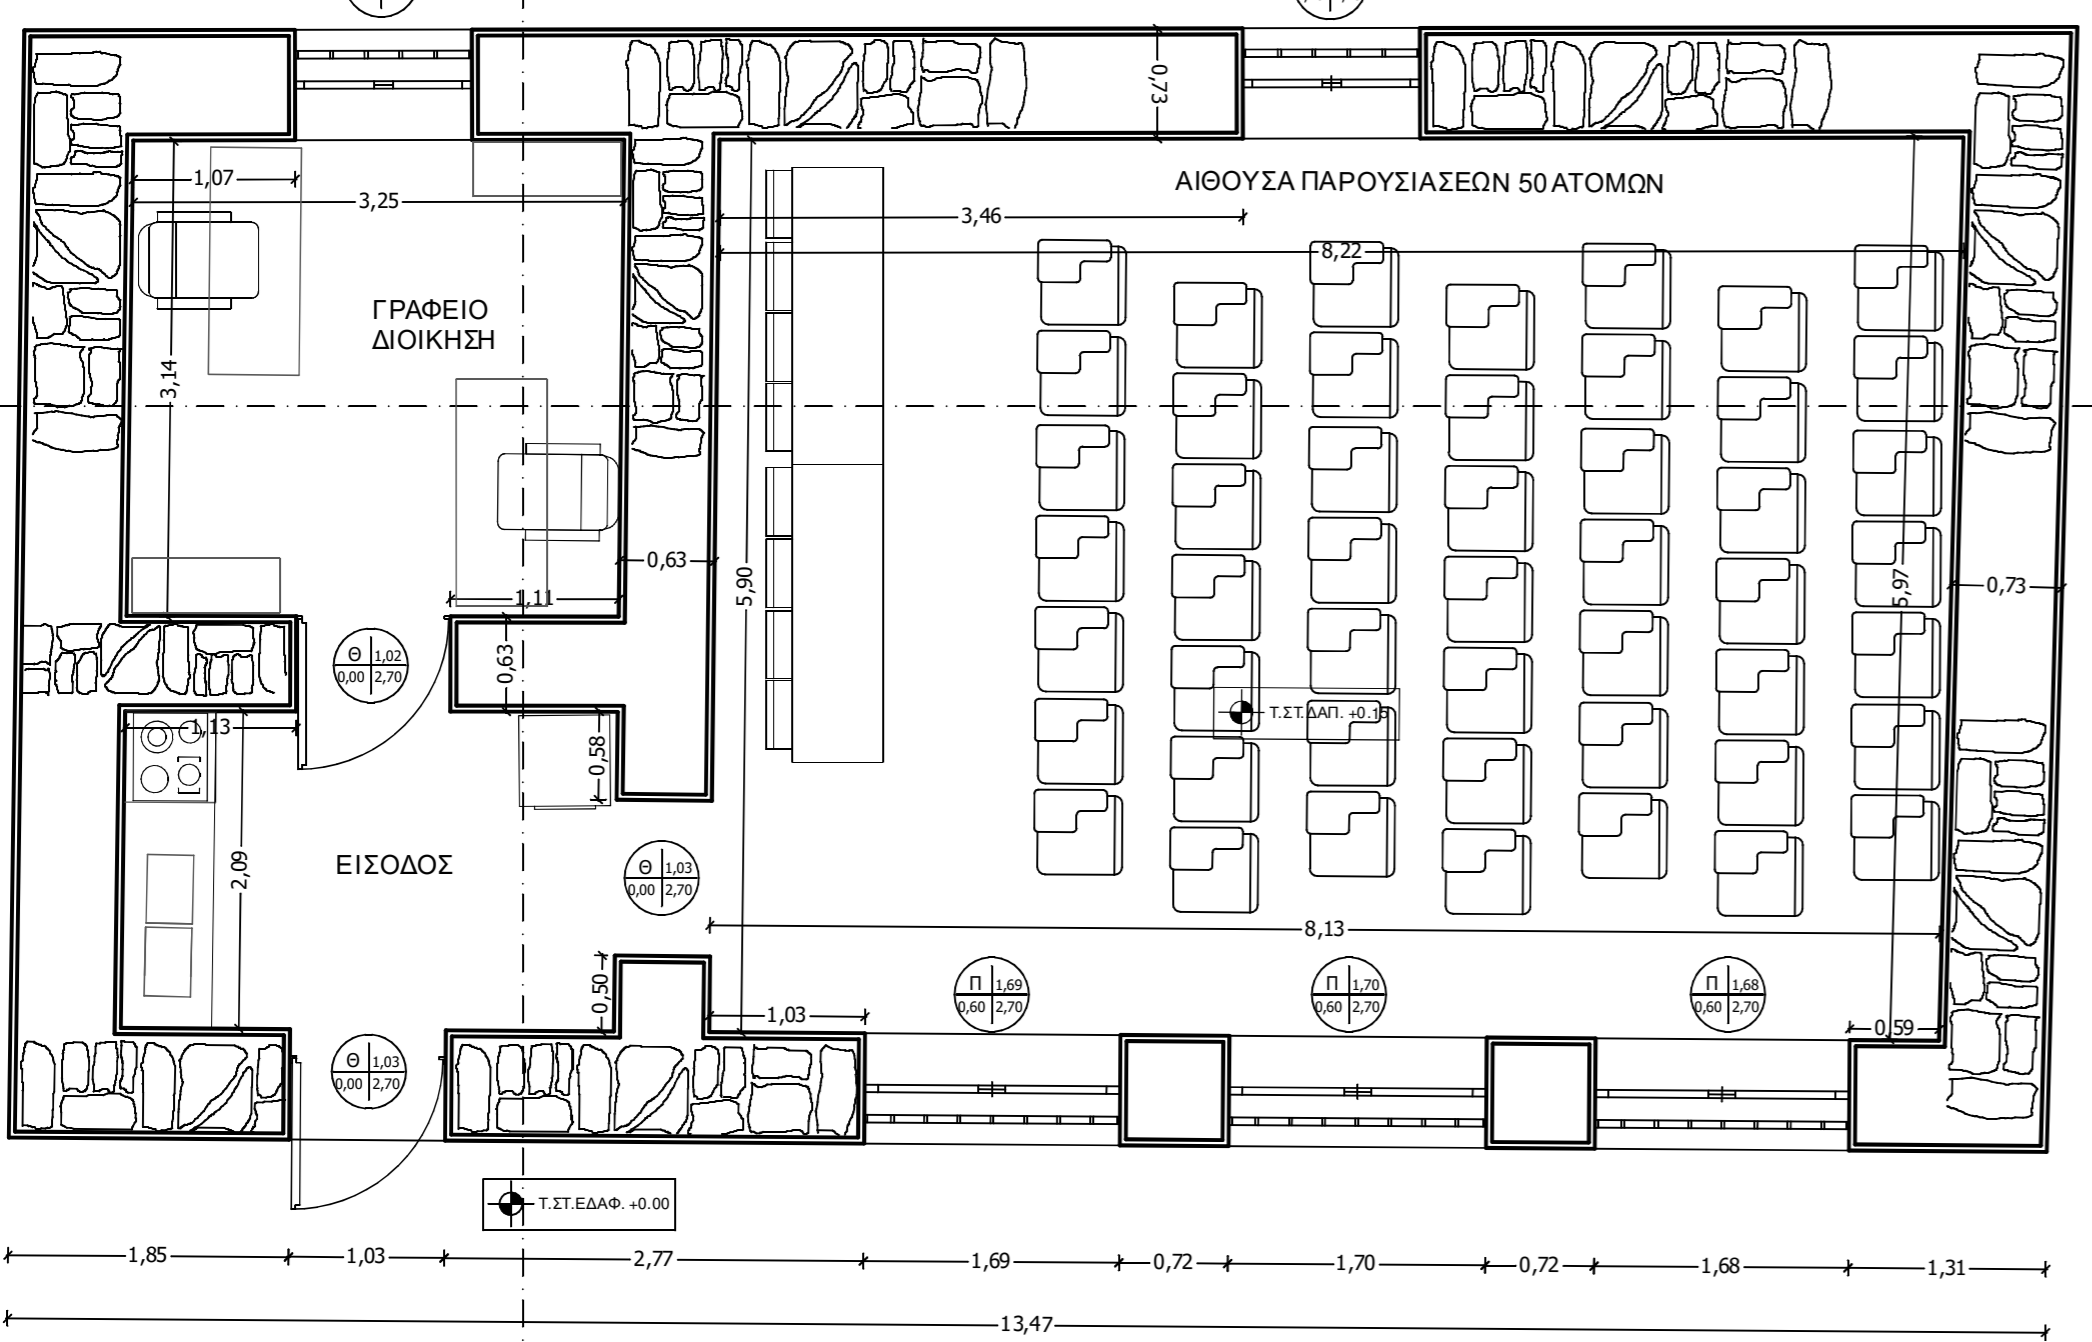 0,73
ΑΙΘΟΥΣΑ ΠΑΡΟΥΣΙΑΣΕΩΝ 50 ΑΤΟΜΩΝ
1,07
3,25
3,46
8,22
ΓΡΑΦΕΙΟ
ΔΙΟΙΚΗΣΗ
3,14
0,63
5,90
5,97
0,73
1,11
0,63
Θ 1,02
0,00 2,70
1,13
0,58
Τ.ΣΤ.ΔΑΠ. +0.15
2,09
ΕΙΣΟΔΟΣ
Θ 1,03
0,00 2,70
8,13
0,50
Π 1,69
0,60 2,70
Π 1,70
0,60 2,70
Π 1,68
0,60 2,70
1,03
0,59
Θ 1,03
0,00 2,70
Τ.ΣΤ.ΕΔΑΦ. +0.00
1,85 1,03 2,77 1,69 0,72 1,70 0,72 1,68 1,31
13,47